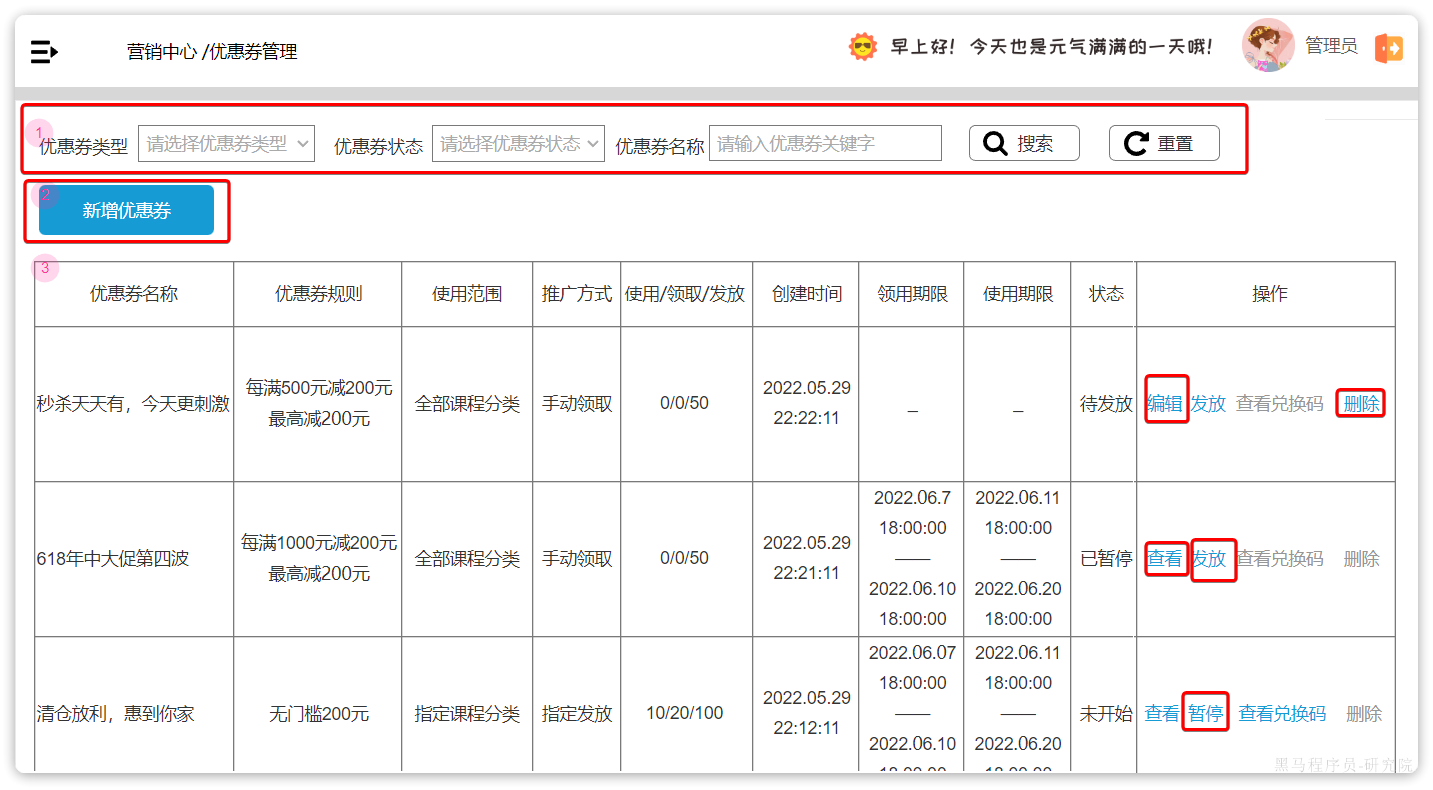 营销中心 /优惠券管理
早上好！今天也是元气满满的一天哦！
管理员
1
优惠券类型 请选择优惠券类型 优惠券状态 请选择优惠券状态 优惠券名称 请输入优惠券关键字 搜索 重置
2
新增优惠券
3
优惠券名称 优惠券规则 使用范围 推广方式 使用/领取/发放 创建时间 领用期限 使用期限 状态 操作
秒杀天天有，今天更刺激
每满500元减200元
最高减200元
全部课程分类
手动领取
0/0/50
2022.05.29
22:22:11
_
_
待发放
编辑 发放 查看兑换码 删除
618年中大促第四波
每满1000元减200元
最高减200元
全部课程分类
手动领取
0/0/50
2022.05.29
22:21:11
2022.06.7
18:00:00
——
2022.06.10
18:00:00
2022.06.11
18:00:00
——
2022.06.20
18:00:00
已暂停
查看 发放 查看兑换码 删除
清仓放利，惠到你家
无门槛200元
指定课程分类
指定发放
10/20/100
2022.05.29
22:12:11
2022.06.07
18:00:00
——
2022.06.10
18:00:00
2022.06.11
18:00:00
——
2022.06.20
18:00:00
未开始
查看 暂停 查看兑换码 删除
黑马程序员-研究院